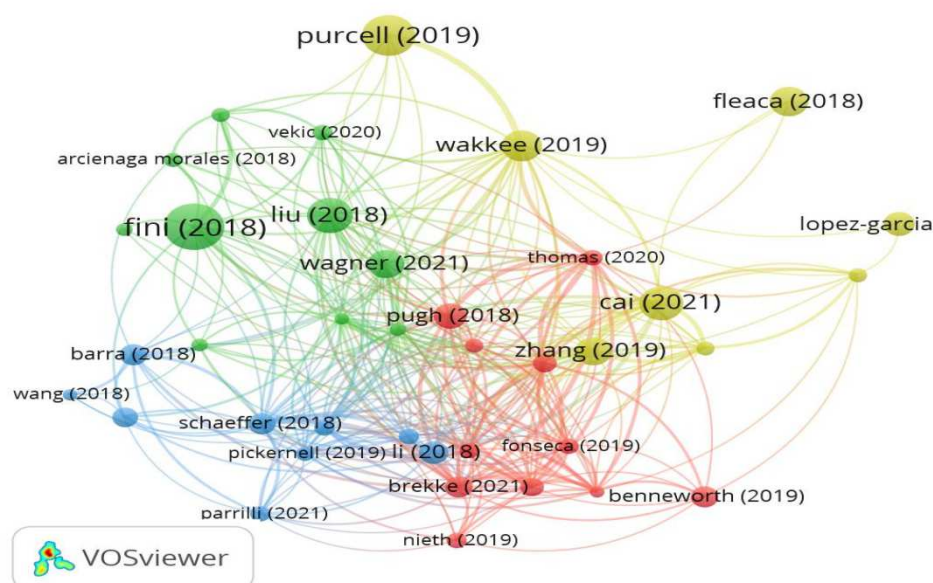 purcell (2019)
fleaca (2018)
vekic (2020)
wakkee (2019)
arcienaga morales (2018)
fini (2018)
liu (2018)
lopez-garcia
wagner (2021)
thomas (2020)
cai (2021)
pugh (2018)
barra (2018)
zhang (2019)
wang (2018)
schaeffer (2018)
pickernell (2019)
li (2018)
fonseca (2019)
brekke (2021)
benneworth (2019)
parrilli (2021)
nieth (2019)
VOSviewer